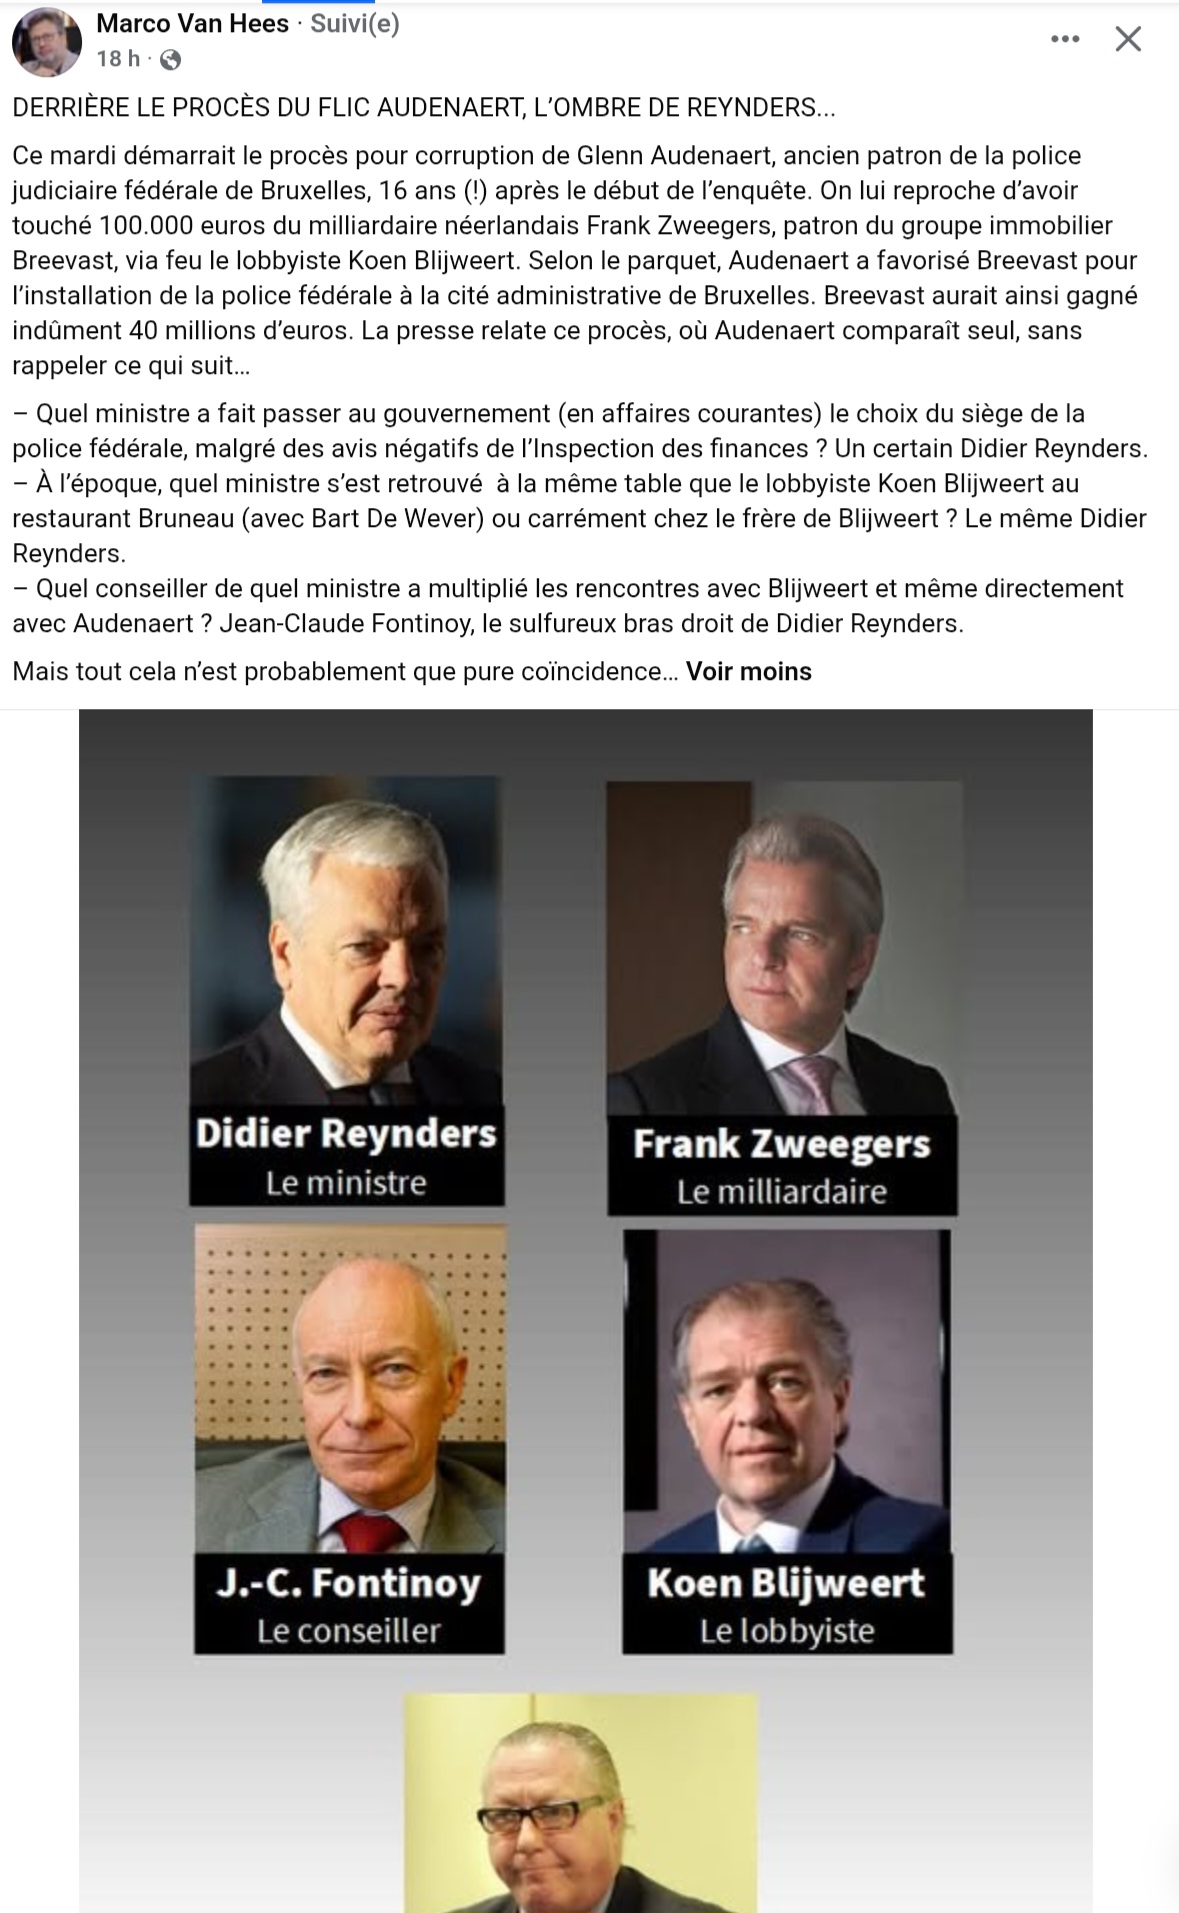 Marco Van Hees · Suivi(e)
18 h ·
DERRIÈRE LE PROCÈS DU FLIC AUDENAERT, L’OMBRE DE REYNDERS...
Ce mardi démarrait le procès pour corruption de Glenn Audenaert, ancien patron de la police
judiciaire fédérale de Bruxelles, 16 ans (!) après le début de l’enquête. On lui reproche d’avoir
touché 100.000 euros du milliardaire néerlandais Frank Zweegers, patron du groupe immobilier
Breevast, via feu le lobbyiste Koen Blijweert. Selon le parquet, Audenaert a favorisé Breevast pour
l’installation de la police fédérale à la cité administrative de Bruxelles. Breevast aurait ainsi gagné
indûment 40 millions d’euros. La presse relate ce procès, où Audenaert comparaît seul, sans
rappeler ce qui suit…
– Quel ministre a fait passer au gouvernement (en affaires courantes) le choix du siège de la
police fédérale, malgré des avis négatifs de l’Inspection des finances ? Un certain Didier Reynders.
– À l’époque, quel ministre s’est retrouvé  à la même table que le lobbyiste Koen Blijweert au
restaurant Bruneau (avec Bart De Wever) ou carrément chez le frère de Blijweert ? Le même Didier
Reynders.
– Quel conseiller de quel ministre a multiplié les rencontres avec Blijweert et même directement
avec Audenaert ? Jean-Claude Fontinoy, le sulfureux bras droit de Didier Reynders.
Mais tout cela n’est probablement que pure coïncidence… Voir moins
Didier Reynders
Le ministre
Frank Zweegers
Le milliardaire
J.-C. Fontinoy
Le conseiller
Koen Blijweert
Le lobbyiste